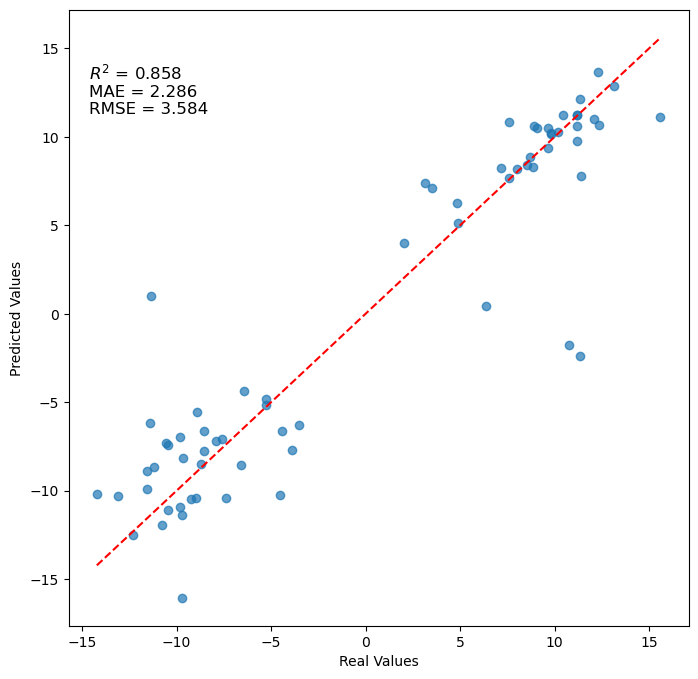 R² = 0.858
MAE = 2.286
RMSE = 3.584
15
10
5
0
−5
−10
−15
Predicted Values
−15 −10 −5 0 5 10 15
Real Values